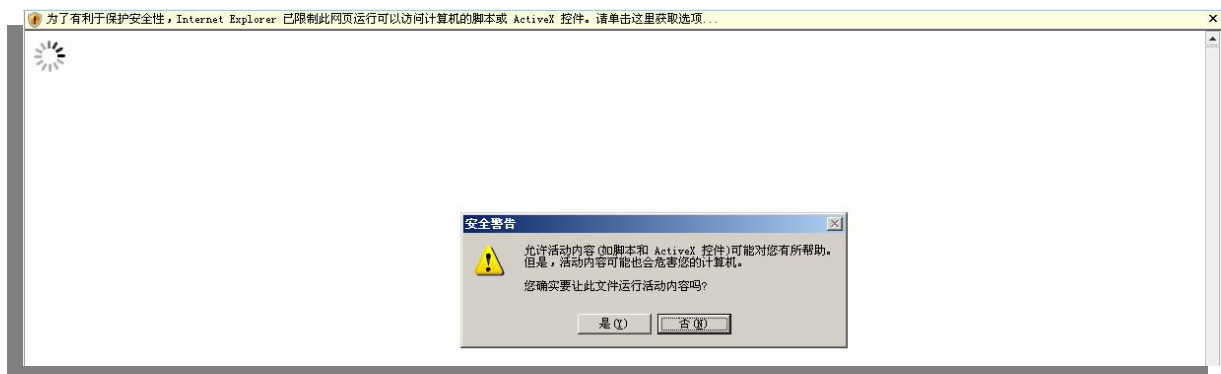 为了有利于保护安全性，Internet Explorer 已限制此网页运行可以访问计算机的脚本或 ActiveX 控件。请单击这里获取选项...
安全警告
允许活动内容(如脚本和 ActiveX 控件)可能对您有所帮助。
但是，活动内容可能也会危害您的计算机。
您确实要让此文件运行活动内容吗?
是(Y) 否(N)